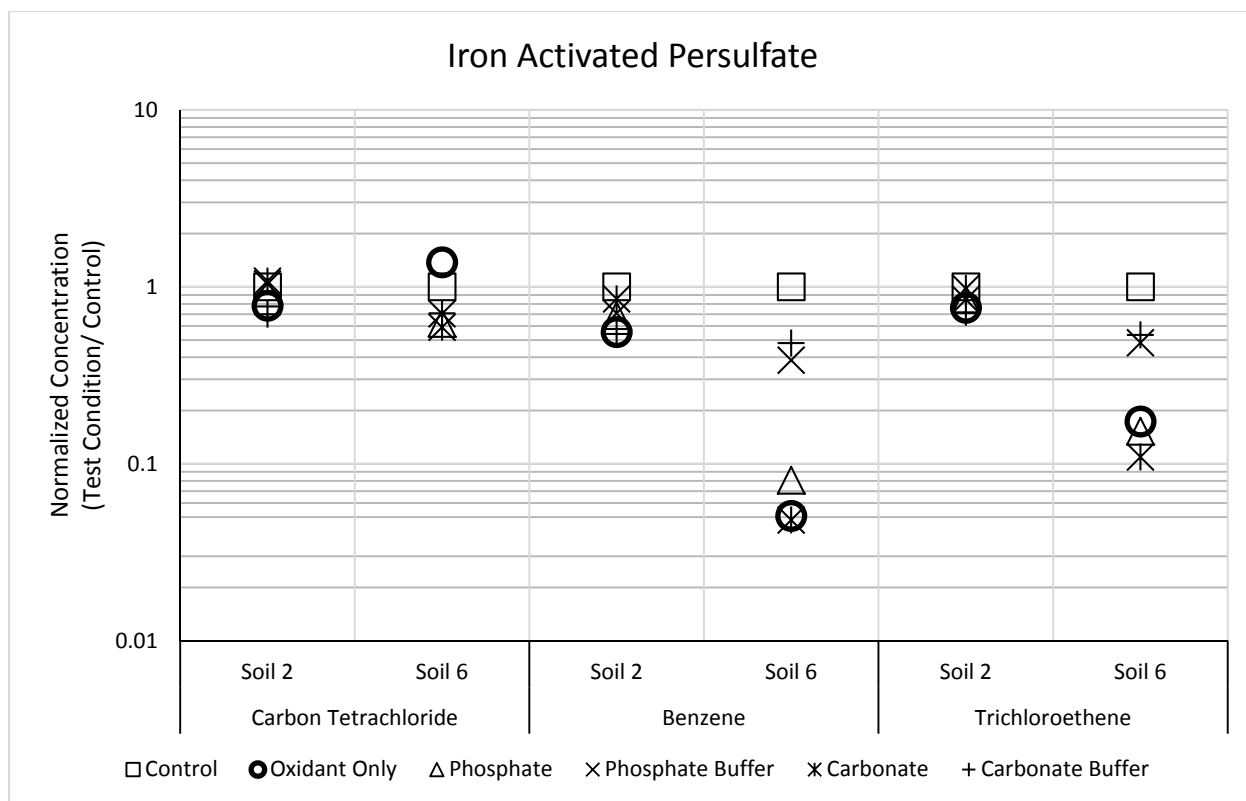 Iron Activated Persulfate
Normalized Concentration
(Test Condition/ Control)
10
1
0.1
0.01
Soil 2 Soil 6 Soil 2 Soil 6 Soil 2 Soil 6
Carbon Tetrachloride Benzene Trichloroethene
Control Oxidant Only Phosphate Phosphate Buffer Carbonate Carbonate Buffer